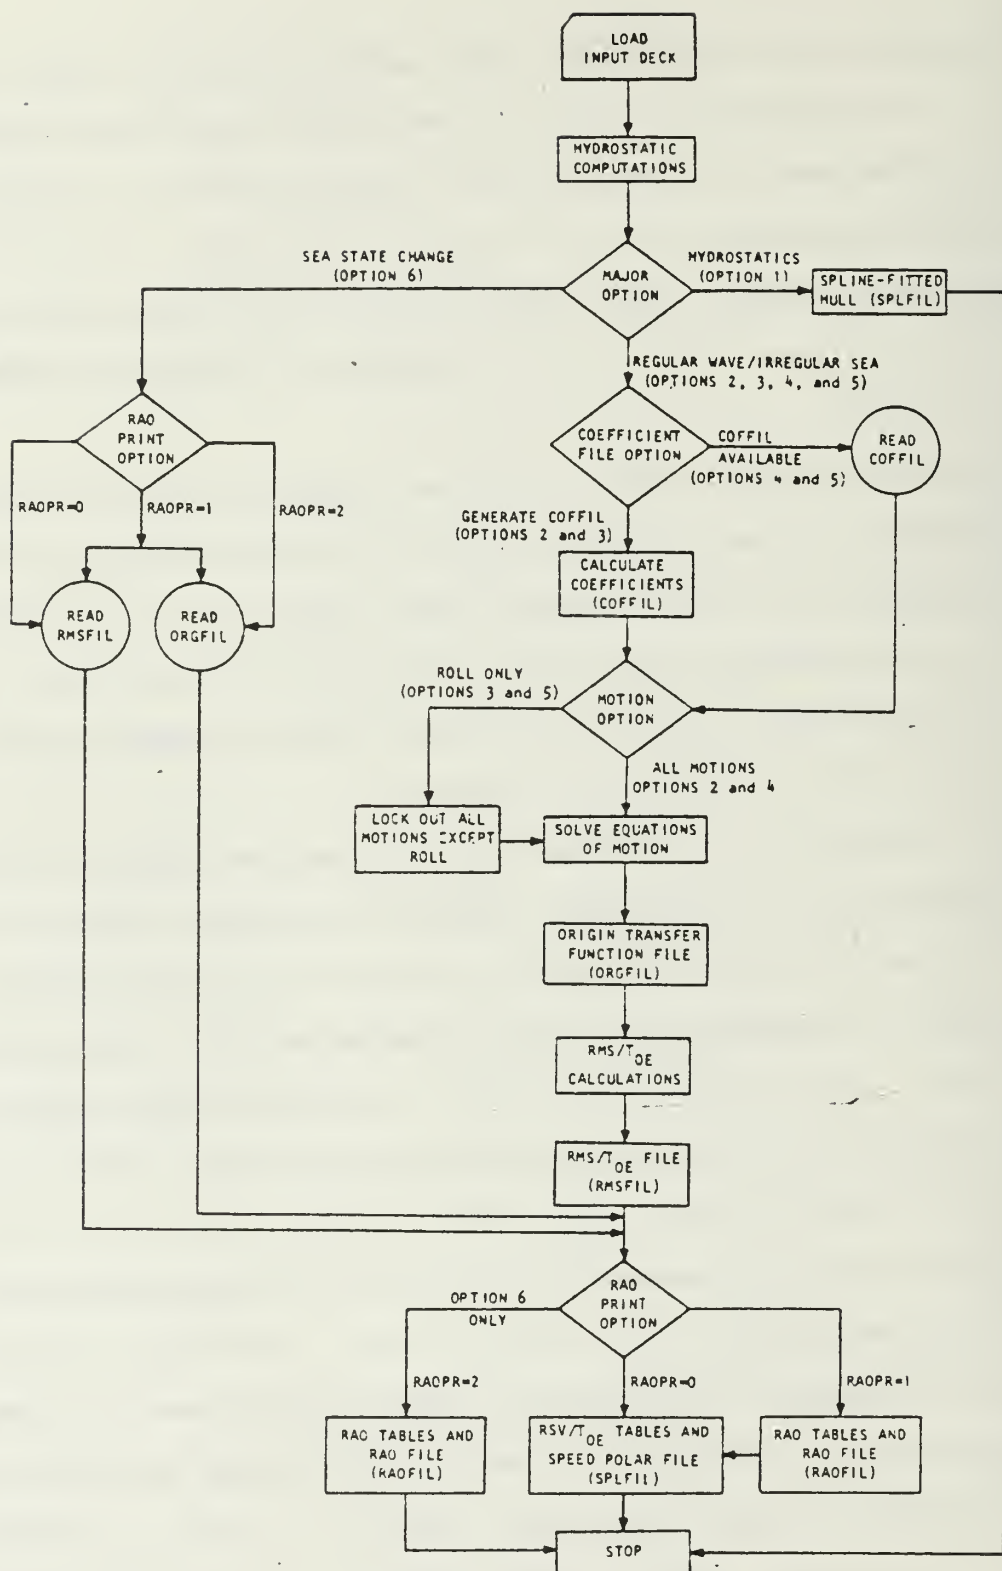 LOAD
INPUT DECK
HYDROSTATIC
COMPUTATIONS
SEA STATE CHANGE
(OPTION 6)
MAJOR
OPTION
HYDROSTATICS
(OPTION 1)
SPLINE-FITTED
HULL (SPLFIL)
REGULAR WAVE/IRREGULAR SEA
(OPTIONS 2, 3, 4, and 5)
RAO
PRINT
OPTION
COEFFICIENT
FILE OPTION
COFFIL
AVAILABLE
(OPTIONS 4 and 5)
READ
COFFIL
RAOPR=0
RAOPR=1
RAOPR=2
GENERATE COFFIL
(OPTIONS 2 and 3)
CALCULATE
COEFFICIENTS
(COFFIL)
READ
RMSFIL
READ
ORGFIL
ROLL ONLY
(OPTIONS 3 and 5)
MOTION
OPTION
ALL MOTIONS
OPTIONS 2 and 4
LOCK OUT ALL
MOTIONS EXCEPT
ROLL
SOLVE EQUATIONS
OF MOTION
ORIGIN TRANSFER
FUNCTION FILE
(ORGFIL)
RMS/TOE
CALCULATIONS
RMS/TOE FILE
(RMSFIL)
OPTION 6
ONLY
RAO
PRINT
OPTION
RAOPR=2
RAOPR=0
RAOPR=1
RAO TABLES AND
RAO FILE
(RAOFIL)
RSV/TOE TABLES AND
SPEED POLAR FILE
(SPLFIL)
RAO TABLES AND
RAO FILE
(RAOFIL)
STOP